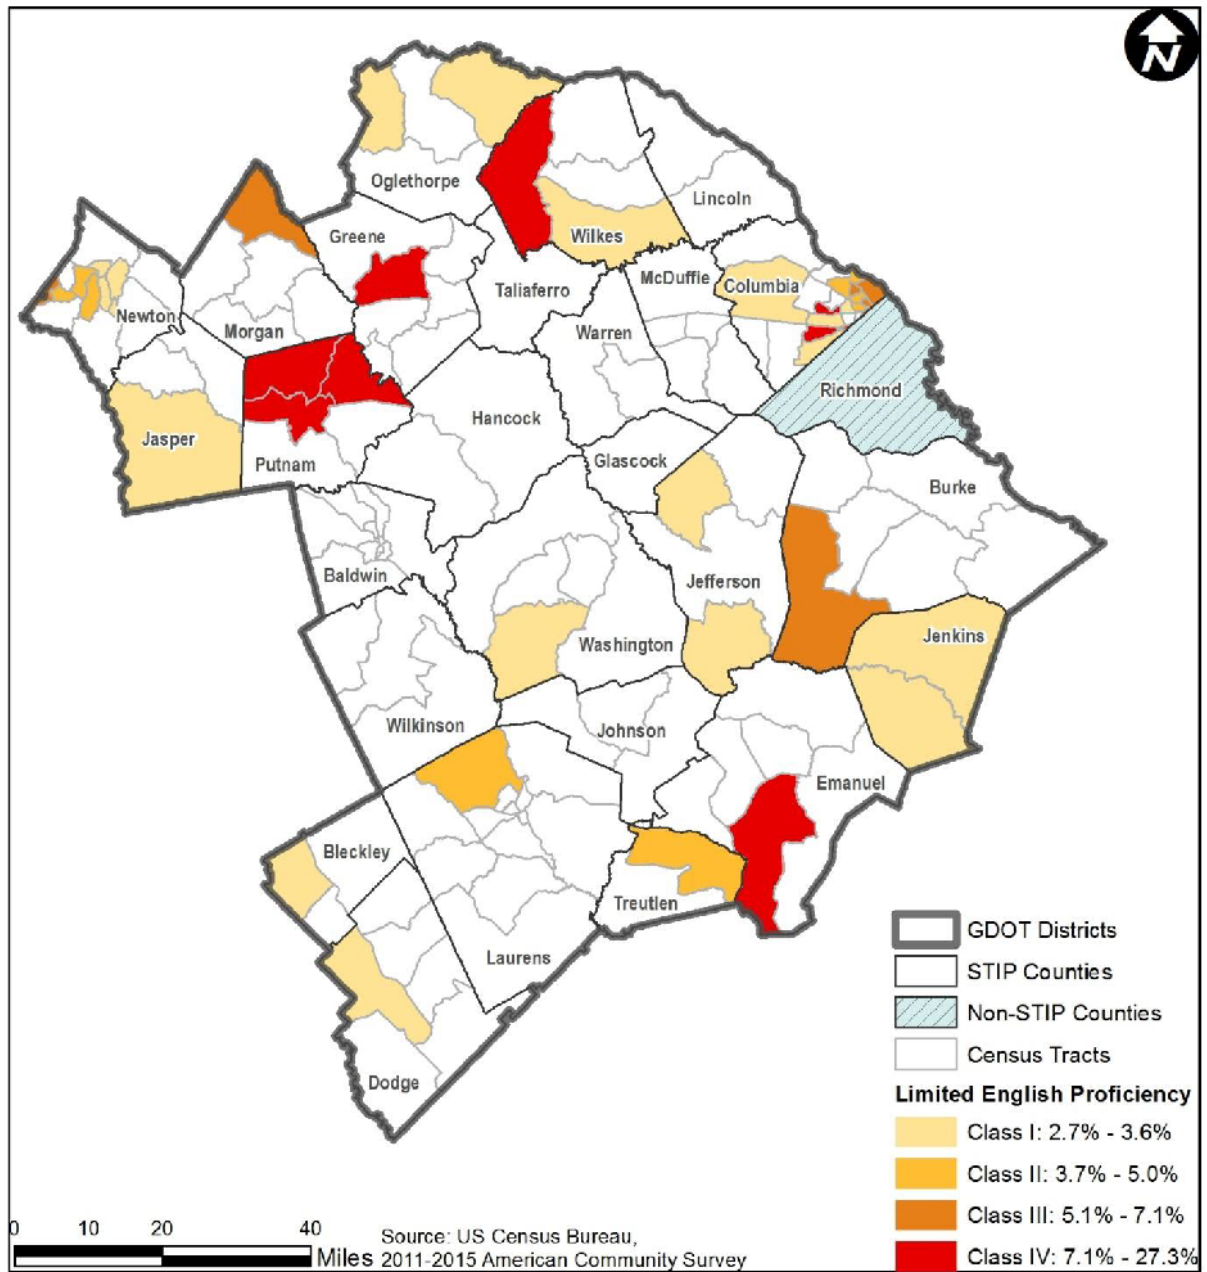 N
Oglethorpe
Lincoln
Greene
Wilkes
McDuffie
Columbia
Taliaferro
Newton
Morgan
Warren
Richmond
Hancock
Jasper
Putnam
Glascock
Burke
Baldwin
Jefferson
Jenkins
Washington
Wilkinson
Johnson
Emanuel
Bleckley
Treutlen
Laurens
Dodge
GDOT Districts
STIP Counties
Non-STIP Counties
Census Tracts
Limited English Proficiency
Class I: 2.7% - 3.6%
Class II: 3.7% - 5.0%
Class III: 5.1% - 7.1%
Class IV: 7.1% - 27.3%
0 10 20 40
Miles
Source: US Census Bureau,
2011-2015 American Community Survey